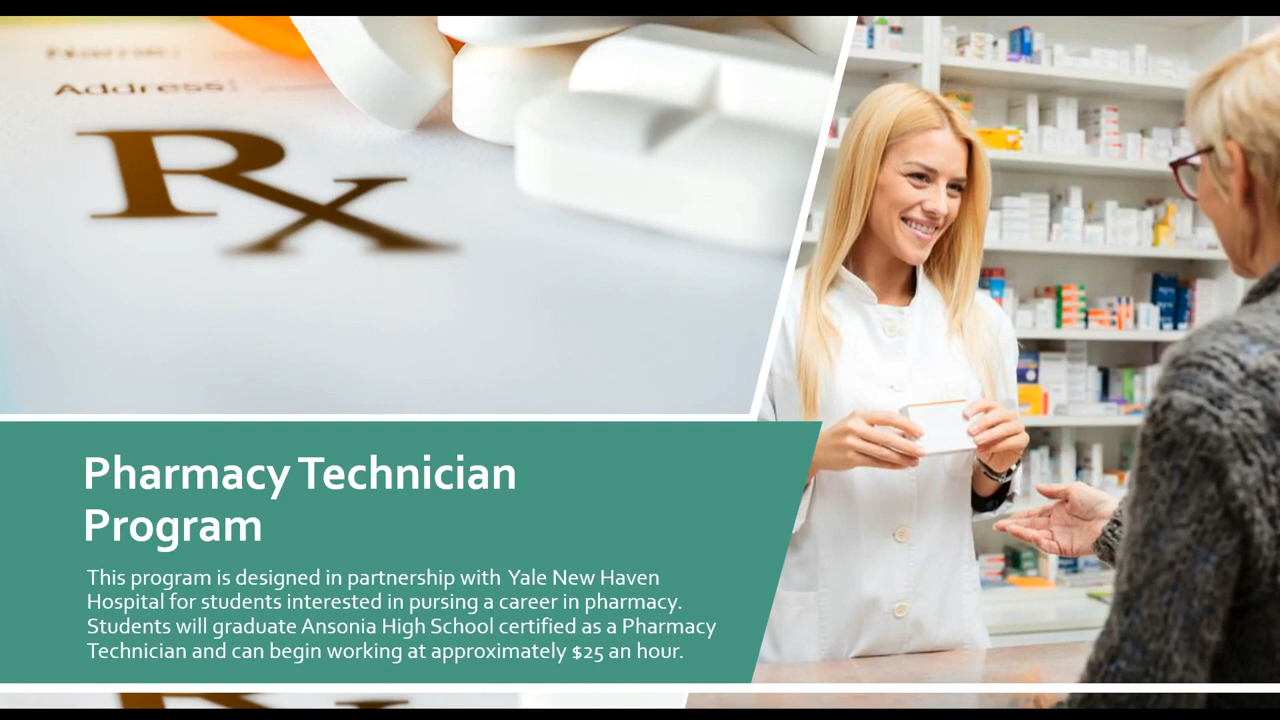 Name:
Address:
Rx
Pharmacy Technician
Program
This program is designed in partnership with Yale New Haven
Hospital for students interested in pursing a career in pharmacy.
Students will graduate Ansonia High School certified as a Pharmacy
Technician and can begin working at approximately $25 an hour.